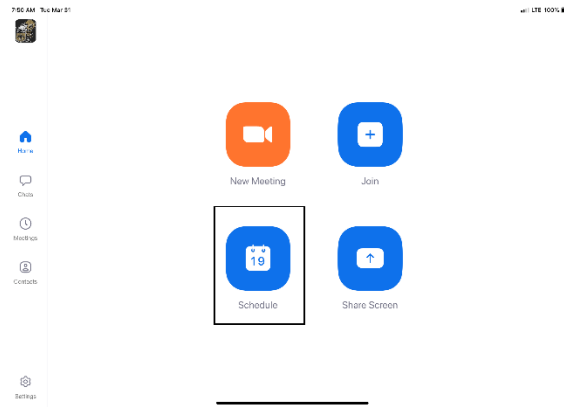 7:50 AM Tue Mar 31
LTE 100%
Home
Chats
Meetings
Contacts
Settings
New Meeting
Join
19
Schedule
Share Screen